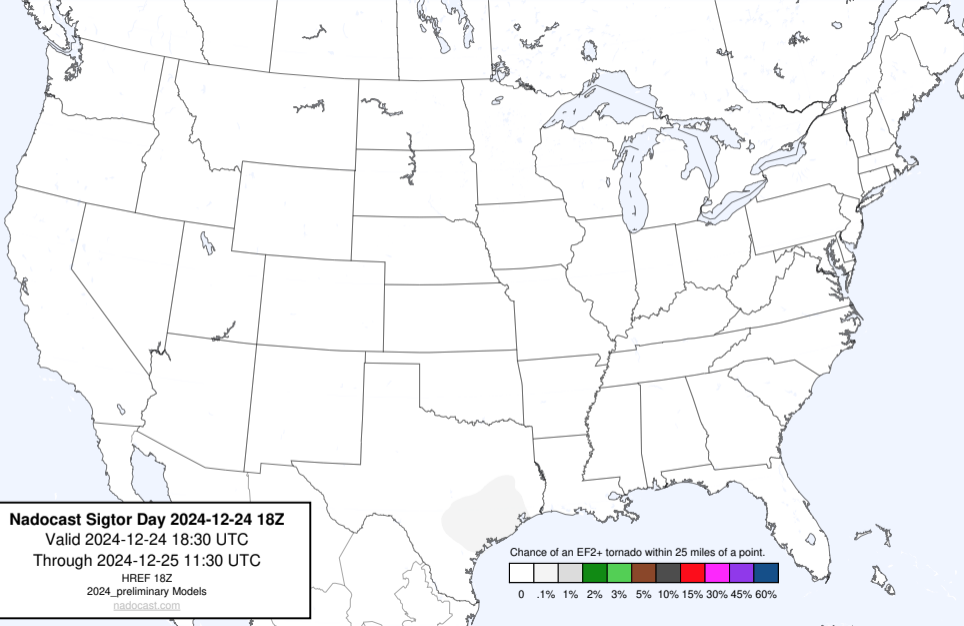 Nadocast Sigtor Day 2024-12-24 18Z
Valid 2024-12-24 18:30 UTC
Through 2024-12-25 11:30 UTC
HREF 18Z
2024_preliminary Models
nadocast.com
Chance of an EF2+ tornado within 25 miles of a point.
0 .1% 1% 2% 3% 5% 10% 15% 30% 45% 60%